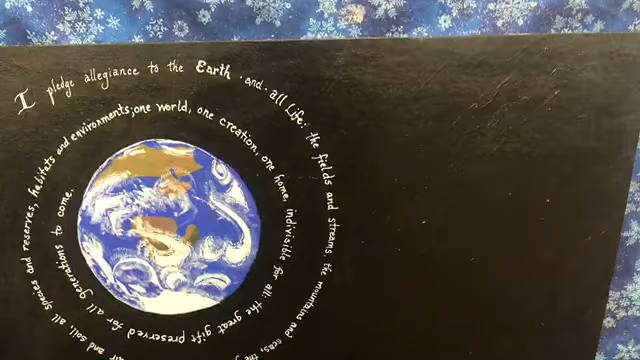 I pledge allegiance to the Earth and all Life: the fields and streams, the mountains and seas, the
air and soil, all species and reserves, habitats and environments; one world, one creation, one home, indivisible for all, the great gift preserved for all generations to come.